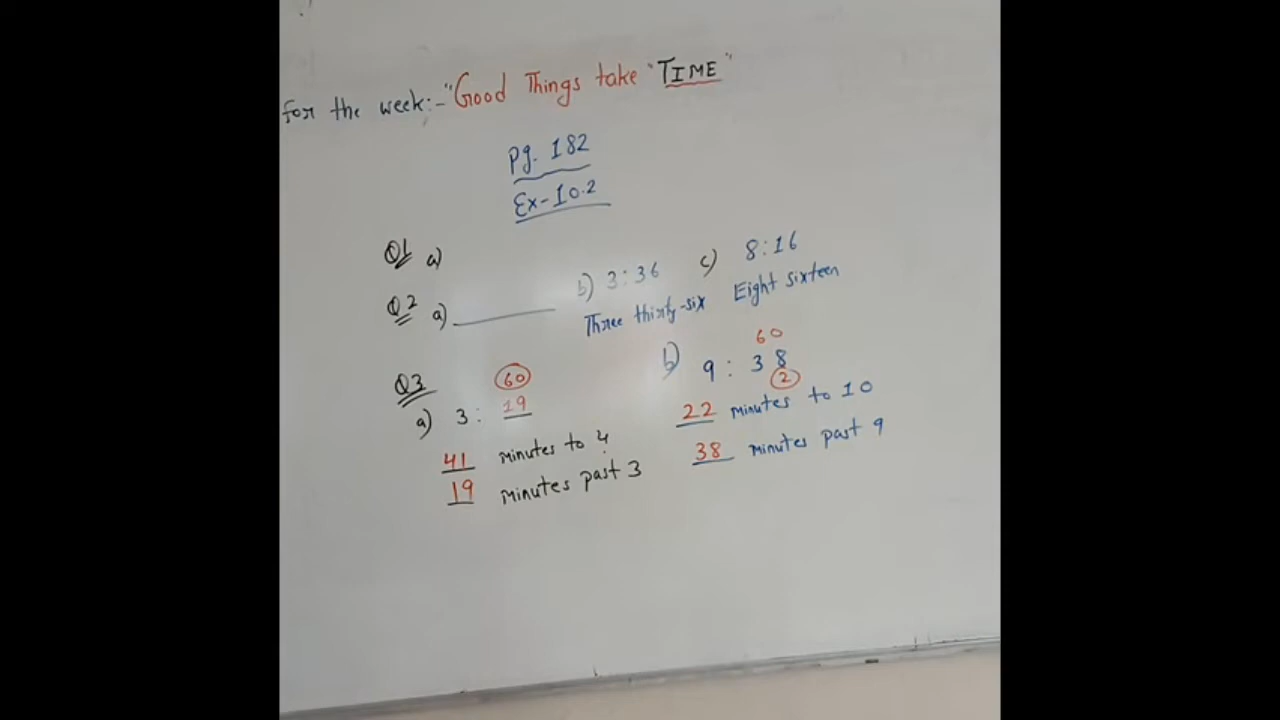 for the week:- "Good Things take "TIME"
Pg. 182
Ex-10.2
Q1 a)
Q2 a) b) 3:36 c) 8:16
Three thirty-six Eight sixteen
Q3 60 b) 60
a) 3: 19 9 : 38
2
41 minutes to 4 22 minutes to 10
19 minutes past 3 38 minutes past 9